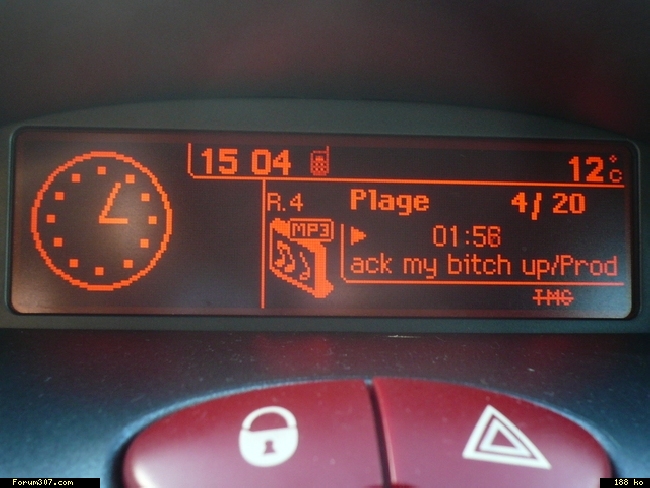 15 04 12°C
R.4 Plage 4/20
MP3 01:56
ack my bitch up/Prod
TMC
Forum307.com 188 ko